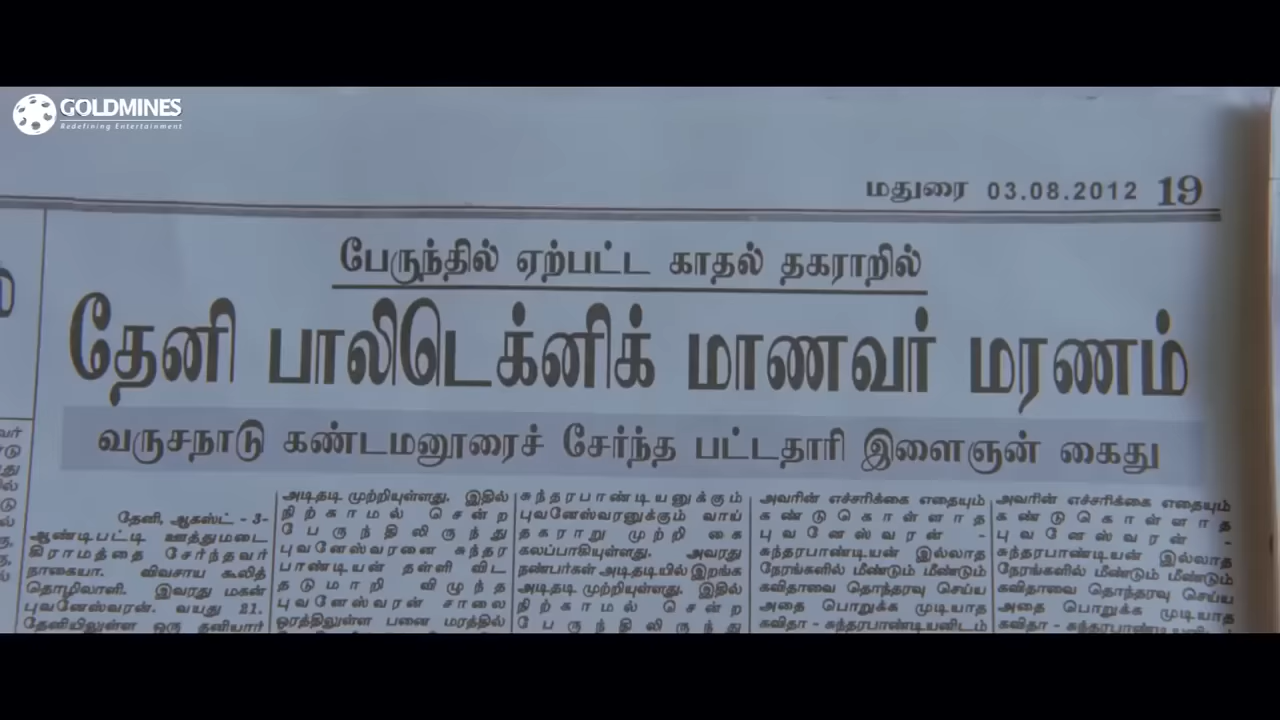 GOLDMINES
Redefining Entertainment
மதுரை 03.08.2012 19
பேருந்தில் ஏற்பட்ட காதல் தகராறில்
தேனி பாலிடெக்னிக் மாணவர் மரணம்
வருசநாடு கண்டமனூரைச் சேர்ந்த பட்டதாரி இளைஞன் கைது
தேனி, ஆகஸ்ட் - 3-
ஆண்டிபட்டி ஊத்துமடை
கிராமத்தை சேர்ந்தவர்
நாகையா. விவசாய கூலித்
தொழிலாளி. இவரது மகன்
புவனேஸ்வரன். வயது 21.
தேனியிலுள்ள ஒரு தனியார்
அடிதடி முற்றியுள்ளது. இதில்
நிற்காமல் சென்ற
பேருந்திலிருந்து
புவனேஸ்வரனை சுந்தர
பாண்டியன் தள்ளி விட
தடுமாறி விழுந்த
புவனேஸ்வரன் சாலை
ஓரத்திலுள்ள பனை மரத்தில்
சுந்தரபாண்டியனுக்கும்
புவனேஸ்வரனுக்கும் வாய்
தகராறு முற்றி கை
கலப்பாகியுள்ளது. அவரது
நண்பர்கள் அடிதடியில் இறங்க
அடிதடி முற்றியுள்ளது. இதில்
நிற்காமல் சென்ற
பேருந்திலிருந்து
அவரின் எச்சரிக்கை எதையும்
கண்டுகொள்ளாத
புவனேஸ்வரன் -
சுந்தரபாண்டியன் இல்லாத
நேரங்களில் மீண்டும் மீண்டும்
கவிதாவை தொந்தரவு செய்ய
அதை பொறுக்க முடியாத
கவிதா - சுந்தரபாண்டியனிடம்
அவரின் எச்சரிக்கை எதையும்
கண்டுகொள்ளாத
புவனேஸ்வரன் -
சுந்தரபாண்டியன் இல்லாத
நேரங்களில் மீண்டும் மீண்டும்
கவிதாவை தொந்தரவு செய்ய
அதை பொறுக்க முடியாத